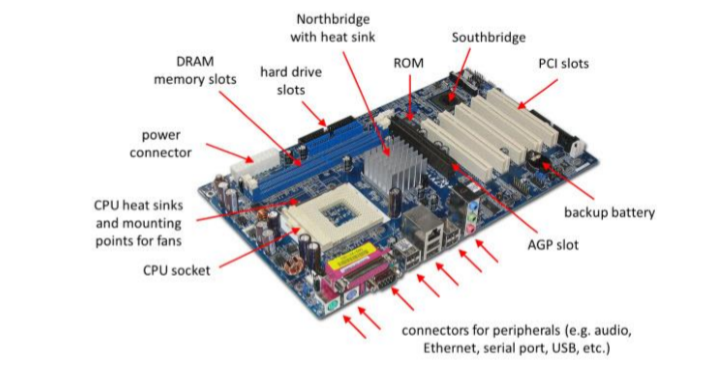 Northbridge
with heat sink
Southbridge
DRAM
memory slots
hard drive
slots
ROM
PCI slots
power
connector
CPU heat sinks
and mounting
points for fans
backup battery
AGP slot
CPU socket
connectors for peripherals (e.g. audio,
Ethernet, serial port, USB, etc.)